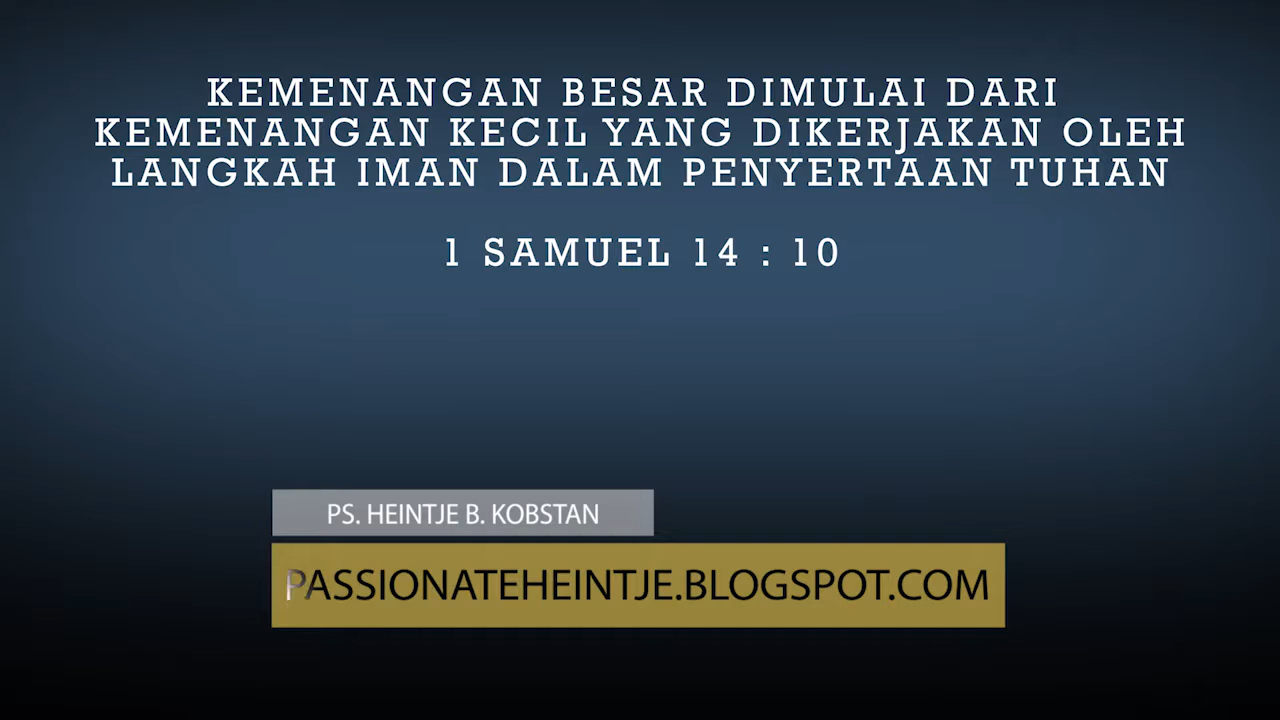 KEMENANGAN BESAR DIMULAI DARI
KEMENANGAN KECIL YANG DIKERJAKAN OLEH
LANGKAH IMAN DALAM PENYERTAAN TUHAN
1 SAMUEL 14 : 10
PS. HEINTJE B. KOBSTAN
PASSIONATEHEINTJE.BLOGSPOT.COM